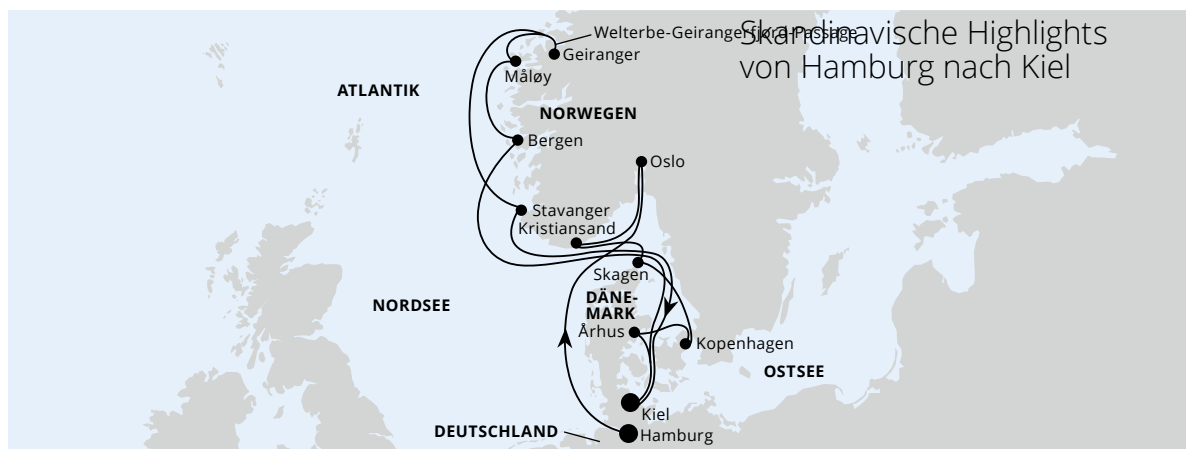 Skandinavische Highlights
von Hamburg nach Kiel
Welterbe-Geirangerfjord-Passage
Geiranger
Måløy
ATLANTIK
NORWEGEN
Bergen
Oslo
Stavanger
Kristiansand
Skagen
DÄNE-
MARK
NORDSEE
Århus
Kopenhagen
OSTSEE
Kiel
DEUTSCHLAND
Hamburg